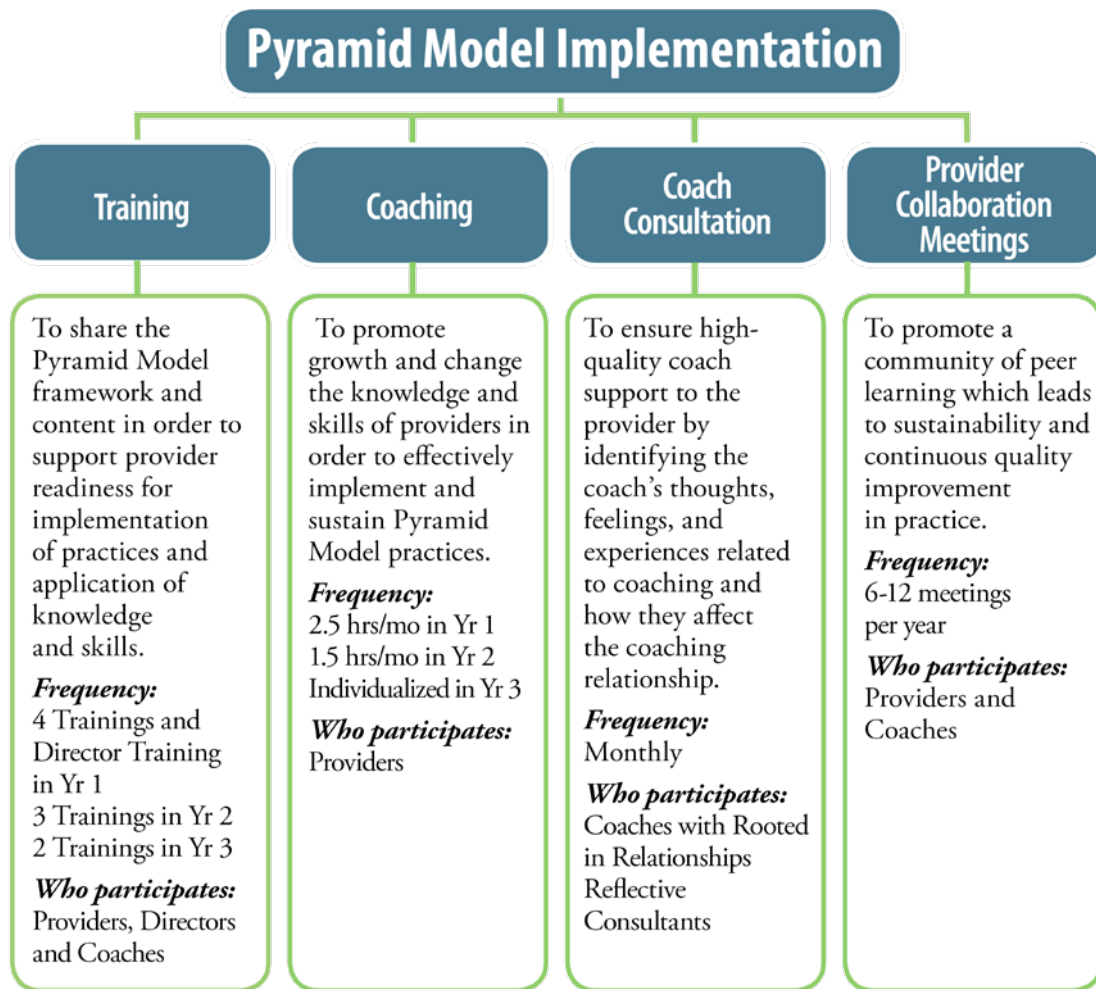 Pyramid Model Implementation
Training
To share the
Pyramid Model
framework and
content in order to
support provider
readiness for
implementation
of practices and
application of
knowledge
and skills.
Frequency:
4 Trainings and
Director Training
in Yr 1
3 Trainings in Yr 2
2 Trainings in Yr 3
Who participates:
Providers, Directors
and Coaches
Coaching
To promote
growth and change
the knowledge and
skills of providers in
order to effectively
implement and
sustain Pyramid
Model practices.
Frequency:
2.5 hrs/mo in Yr 1
1.5 hrs/mo in Yr 2
Individualized in Yr 3
Who participates:
Providers
Coach
Consultation
To ensure high-
quality coach
support to the
provider by
identifying the
coach’s thoughts,
feelings, and
experiences related
to coaching and
how they affect
the coaching
relationship.
Frequency:
Monthly
Who participates:
Coaches with Rooted
in Relationships
Reflective
Consultants
Provider
Collaboration
Meetings
To promote a
community of peer
learning which leads
to sustainability and
continuous quality
improvement
in practice.
Frequency:
6-12 meetings
per year
Who participates:
Providers and
Coaches